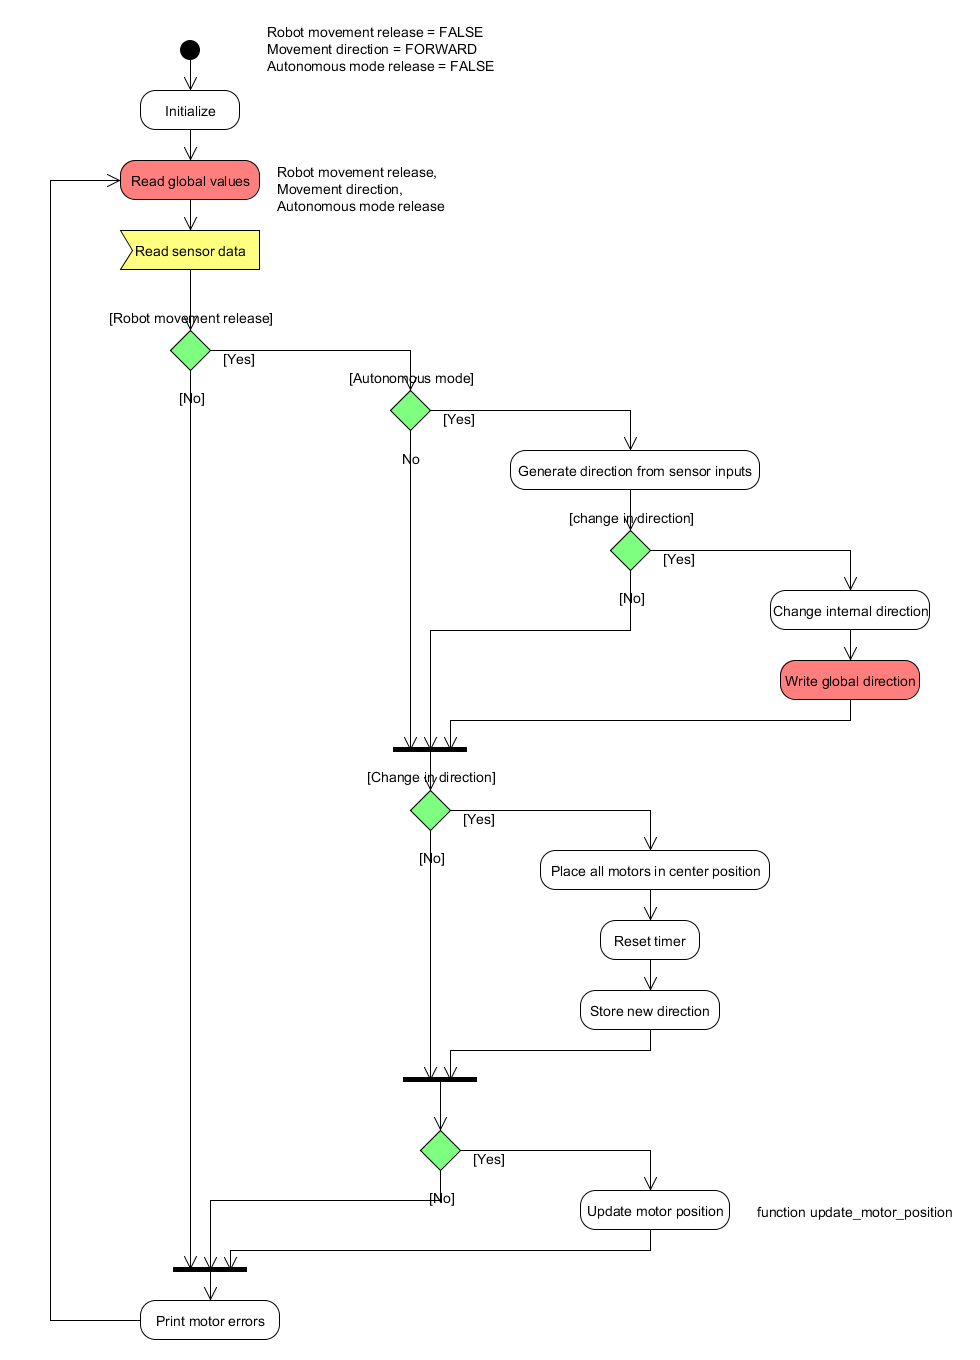 Robot movement release = FALSE
Movement direction = FORWARD
Autonomous mode release = FALSE
Initialize
Read global values
Robot movement release,
Movement direction,
Autonomous mode release
Read sensor data
[Robot movement release]
[Yes]
[No]
[Autonomous mode]
[Yes]
No
Generate direction from sensor inputs
[change in direction]
[Yes]
[No]
Change internal direction
Write global direction
[Change in direction]
[Yes]
[No]
Place all motors in center position
Reset timer
Store new direction
[Yes]
[No]
Update motor position
function update_motor_position
Print motor errors